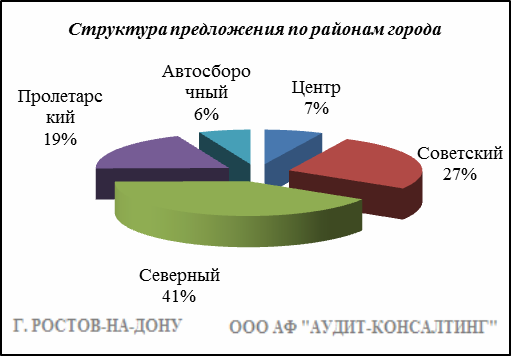 Структура предложения по районам города
Автосборо
чный
6%
Центр
7%
Пролетарс
кий
19%
Советский
27%
Северный
41%
Г. РОСТОВ-НА-ДОНУ
ООО АФ "АУДИТ-КОНСАЛТИНГ"